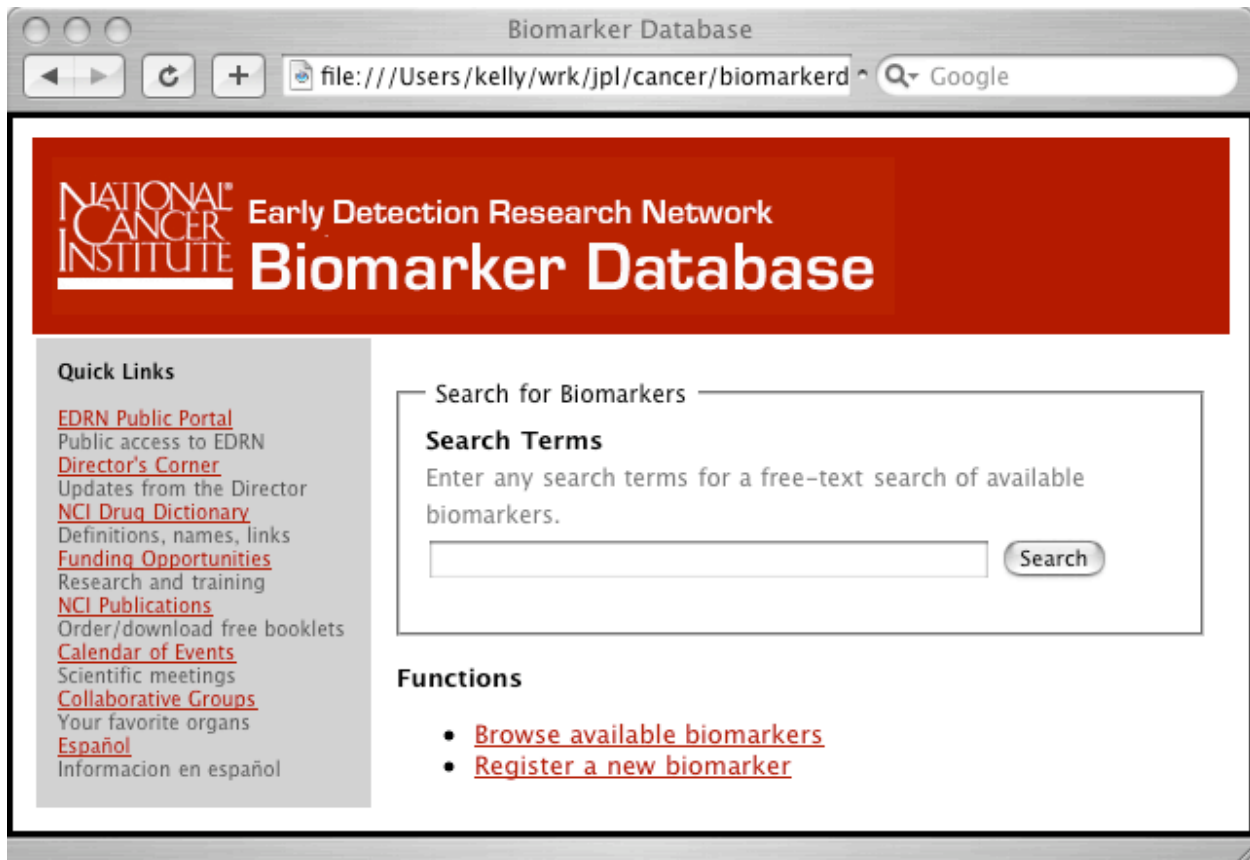 Biomarker Database
file:///Users/kelly/wrk/jpl/cancer/biomarkerd
Google
NATIONAL®
CANCER
INSTITUTE
Early Detection Research Network
Biomarker Database
Quick Links
EDRN Public Portal
Public access to EDRN
Director's Corner
Updates from the Director
NCI Drug Dictionary
Definitions, names, links
Funding Opportunities
Research and training
NCI Publications
Order/download free booklets
Calendar of Events
Scientific meetings
Collaborative Groups
Your favorite organs
Español
Informacion en español
Search for Biomarkers
Search Terms
Enter any search terms for a free-text search of available
biomarkers.
Search
Functions
• Browse available biomarkers
• Register a new biomarker